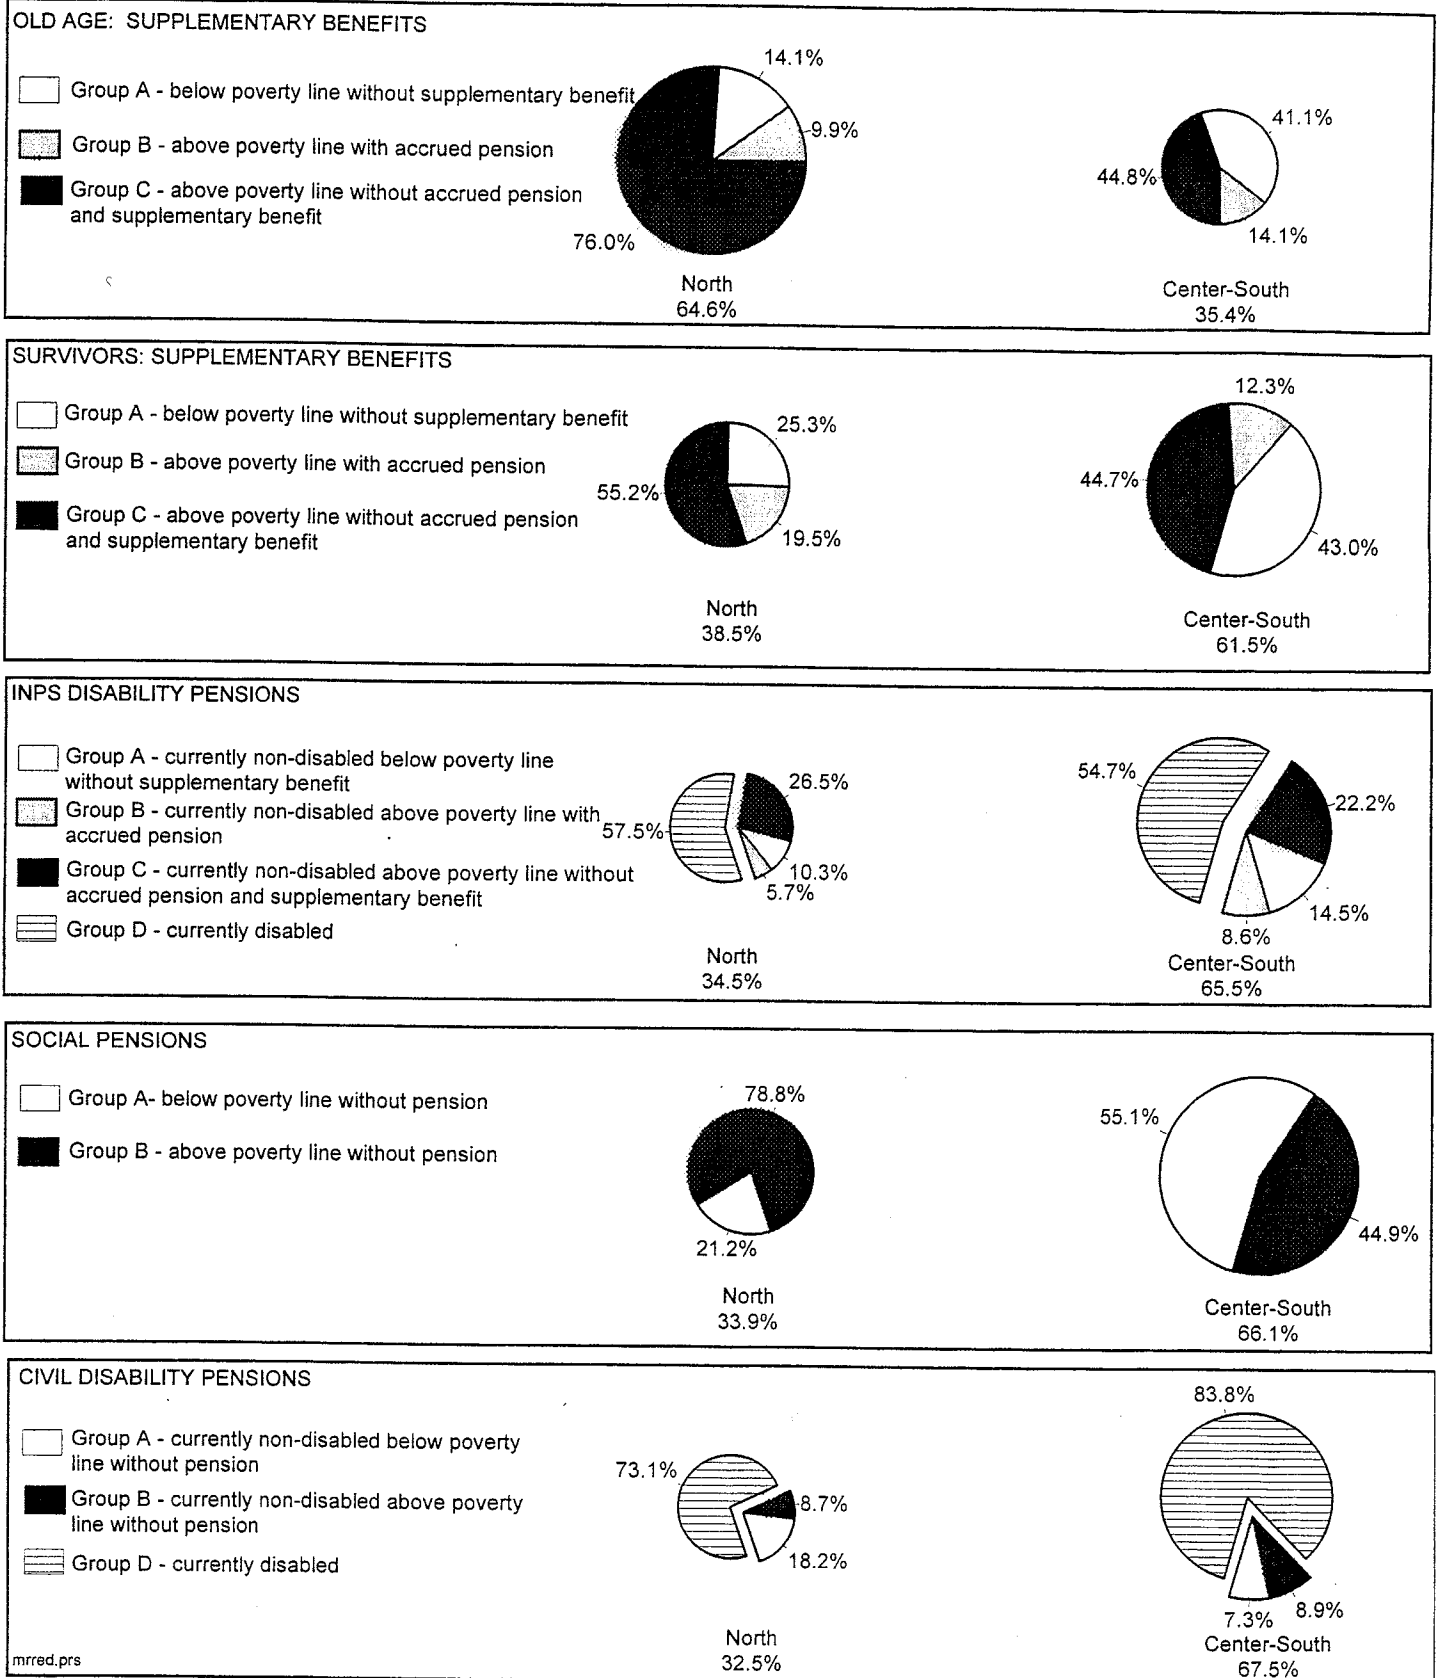 OLD AGE: SUPPLEMENTARY BENEFITS
Group A - below poverty line without supplementary benefit
Group B - above poverty line with accrued pension
Group C - above poverty line without accrued pension
and supplementary benefit
14.1%
9.9%
76.0%
North
64.6%
41.1%
44.8%
14.1%
Center-South
35.4%
SURVIVORS: SUPPLEMENTARY BENEFITS
Group A - below poverty line without supplementary benefit
Group B - above poverty line with accrued pension
Group C - above poverty line without accrued pension
and supplementary benefit
25.3%
55.2%
19.5%
North
38.5%
12.3%
44.7%
43.0%
Center-South
61.5%
INPS DISABILITY PENSIONS
Group A - currently non-disabled below poverty line
without supplementary benefit
Group B - currently non-disabled above poverty line with
accrued pension
Group C - currently non-disabled above poverty line without
accrued pension and supplementary benefit
Group D - currently disabled
26.5%
57.5%
10.3%
5.7%
North
34.5%
54.7%
22.2%
14.5%
8.6%
Center-South
65.5%
SOCIAL PENSIONS
Group A- below poverty line without pension
Group B - above poverty line without pension
78.8%
21.2%
North
33.9%
55.1%
44.9%
Center-South
66.1%
CIVIL DISABILITY PENSIONS
Group A - currently non-disabled below poverty
line without pension
Group B - currently non-disabled above poverty
line without pension
Group D - currently disabled
73.1%
8.7%
18.2%
North
32.5%
83.8%
7.3%
8.9%
Center-South
67.5%
mrred.prs